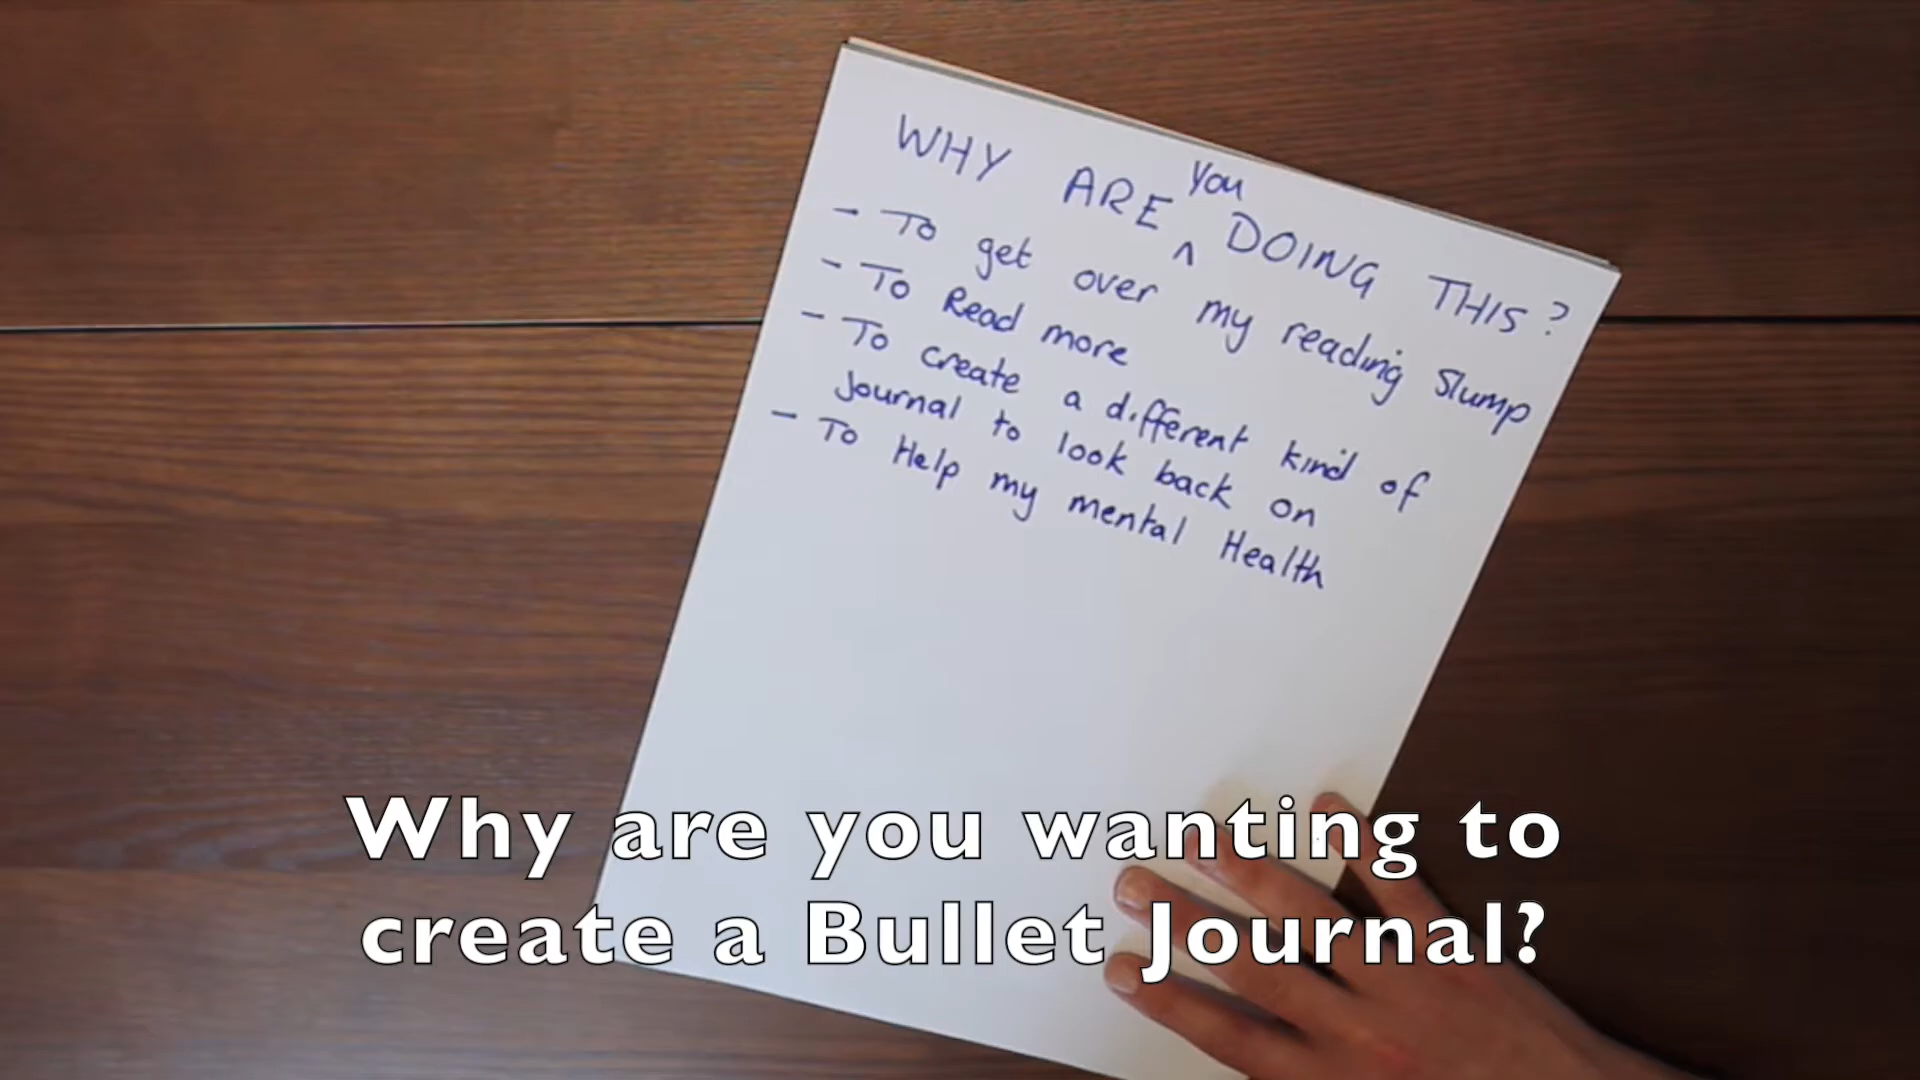 WHY ARE you DOING THIS?
- To get over my reading Slump
- To Read more
- To create a different kind of
Journal to look back on
- To Help my mental Health
Why are you wanting to
create a Bullet Journal?